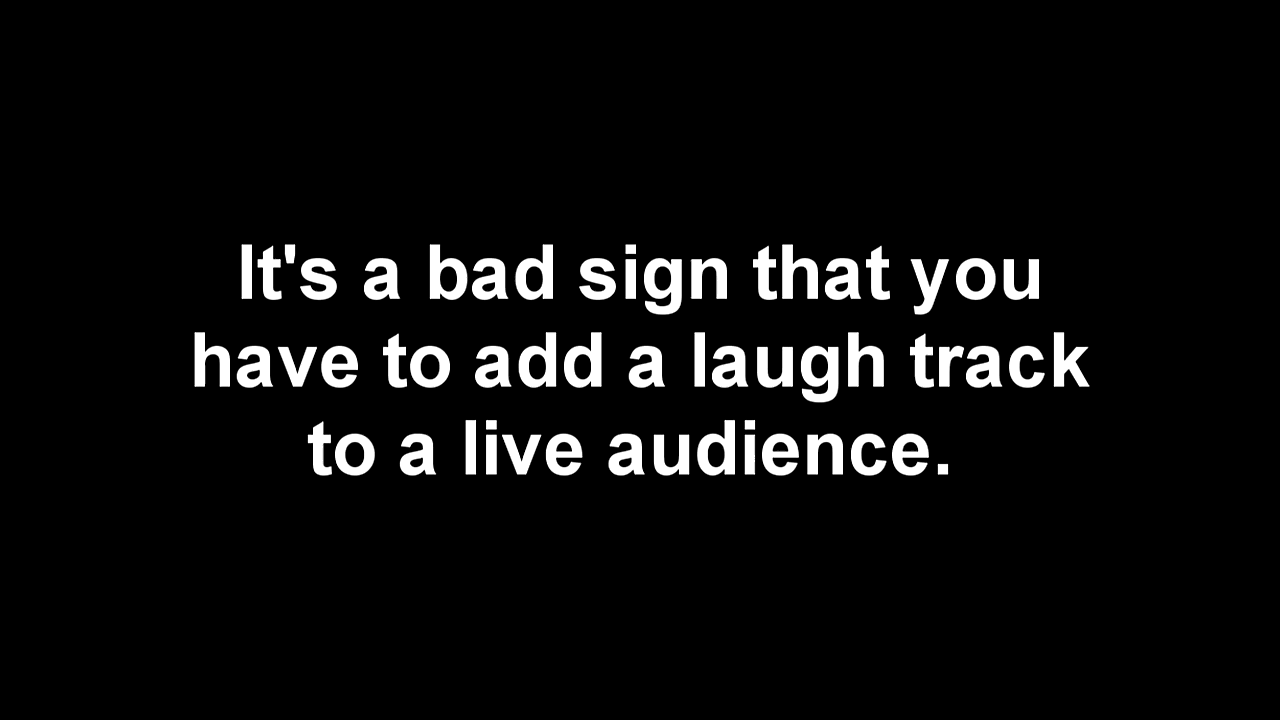 It's a bad sign that you
have to add a laugh track
to a live audience.